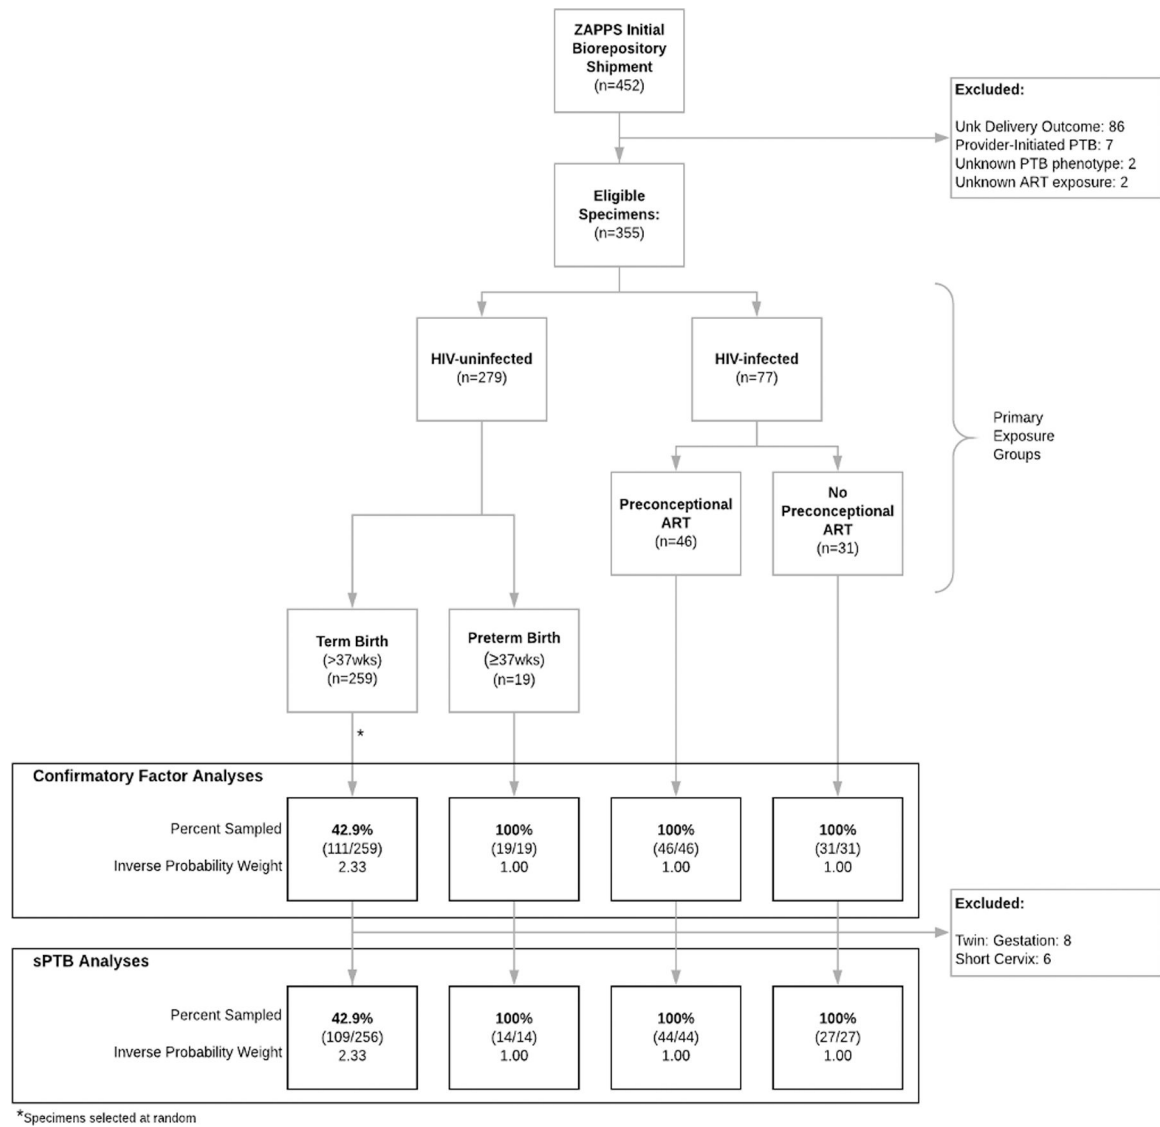 ZAPPS Initial
Biorepository
Shipment
(n=452)
Excluded:
Unk Delivery Outcome: 86
Provider-Initiated PTB: 7
Unknown PTB phenotype: 2
Unknown ART exposure: 2
Eligible
Specimens:
(n=355)
HIV-uninfected
(n=279)
HIV-infected
(n=77)
Primary
Exposure
Groups
Preconceptional
ART
(n=46)
No
Preconceptional
ART
(n=31)
Term Birth
(>37wks)
(n=259)
Preterm Birth
(≥37wks)
(n=19)
*
Confirmatory Factor Analyses
Percent Sampled
Inverse Probability Weight
42.9%
(111/259)
2.33
100%
(19/19)
1.00
100%
(46/46)
1.00
100%
(31/31)
1.00
Excluded:
Twin: Gestation: 8
Short Cervix: 6
sPTB Analyses
Percent Sampled
Inverse Probability Weight
42.9%
(109/256)
2.33
100%
(14/14)
1.00
100%
(44/44)
1.00
100%
(27/27)
1.00
*Specimens selected at random